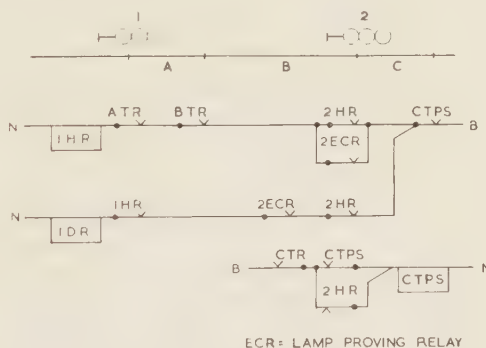 1 2
A B C
ATR BTR 2HR CTPS
N 1HR 2ECR B
1HR 2ECR 2HR
N 1DR
CTR CTPS
B N
2HR CTPS
ECR = LAMP PROVING RELAY